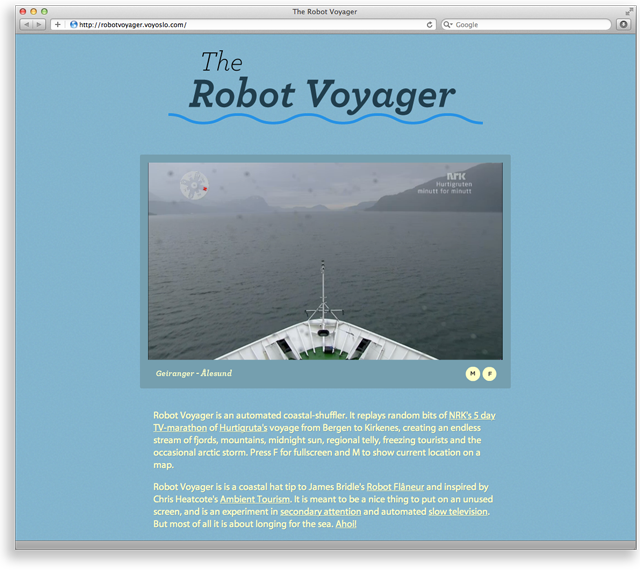 The Robot Voyager
http://robotvoyager.voyoslo.com/
Google
The
Robot Voyager
NRK
Hurtigruten
minutt for minutt
Geiranger - Ålesund
M
F
Robot Voyager is an automated coastal-shuffler. It replays random bits of NRK's 5 day
TV-marathon of Hurtigruta's voyage from Bergen to Kirkenes, creating an endless
stream of fjords, mountains, midnight sun, regional telly, freezing tourists and the
occasional arctic storm. Press F for fullscreen and M to show current location on a
map.
Robot Voyager is is a coastal hat tip to James Bridle's Robot Flâneur and inspired by
Chris Heatcote's Ambient Tourism. It is meant to be a nice thing to put on an unused
screen, and is an experiment in secondary attention and automated slow television.
But most of all it is about longing for the sea. Ahoi!